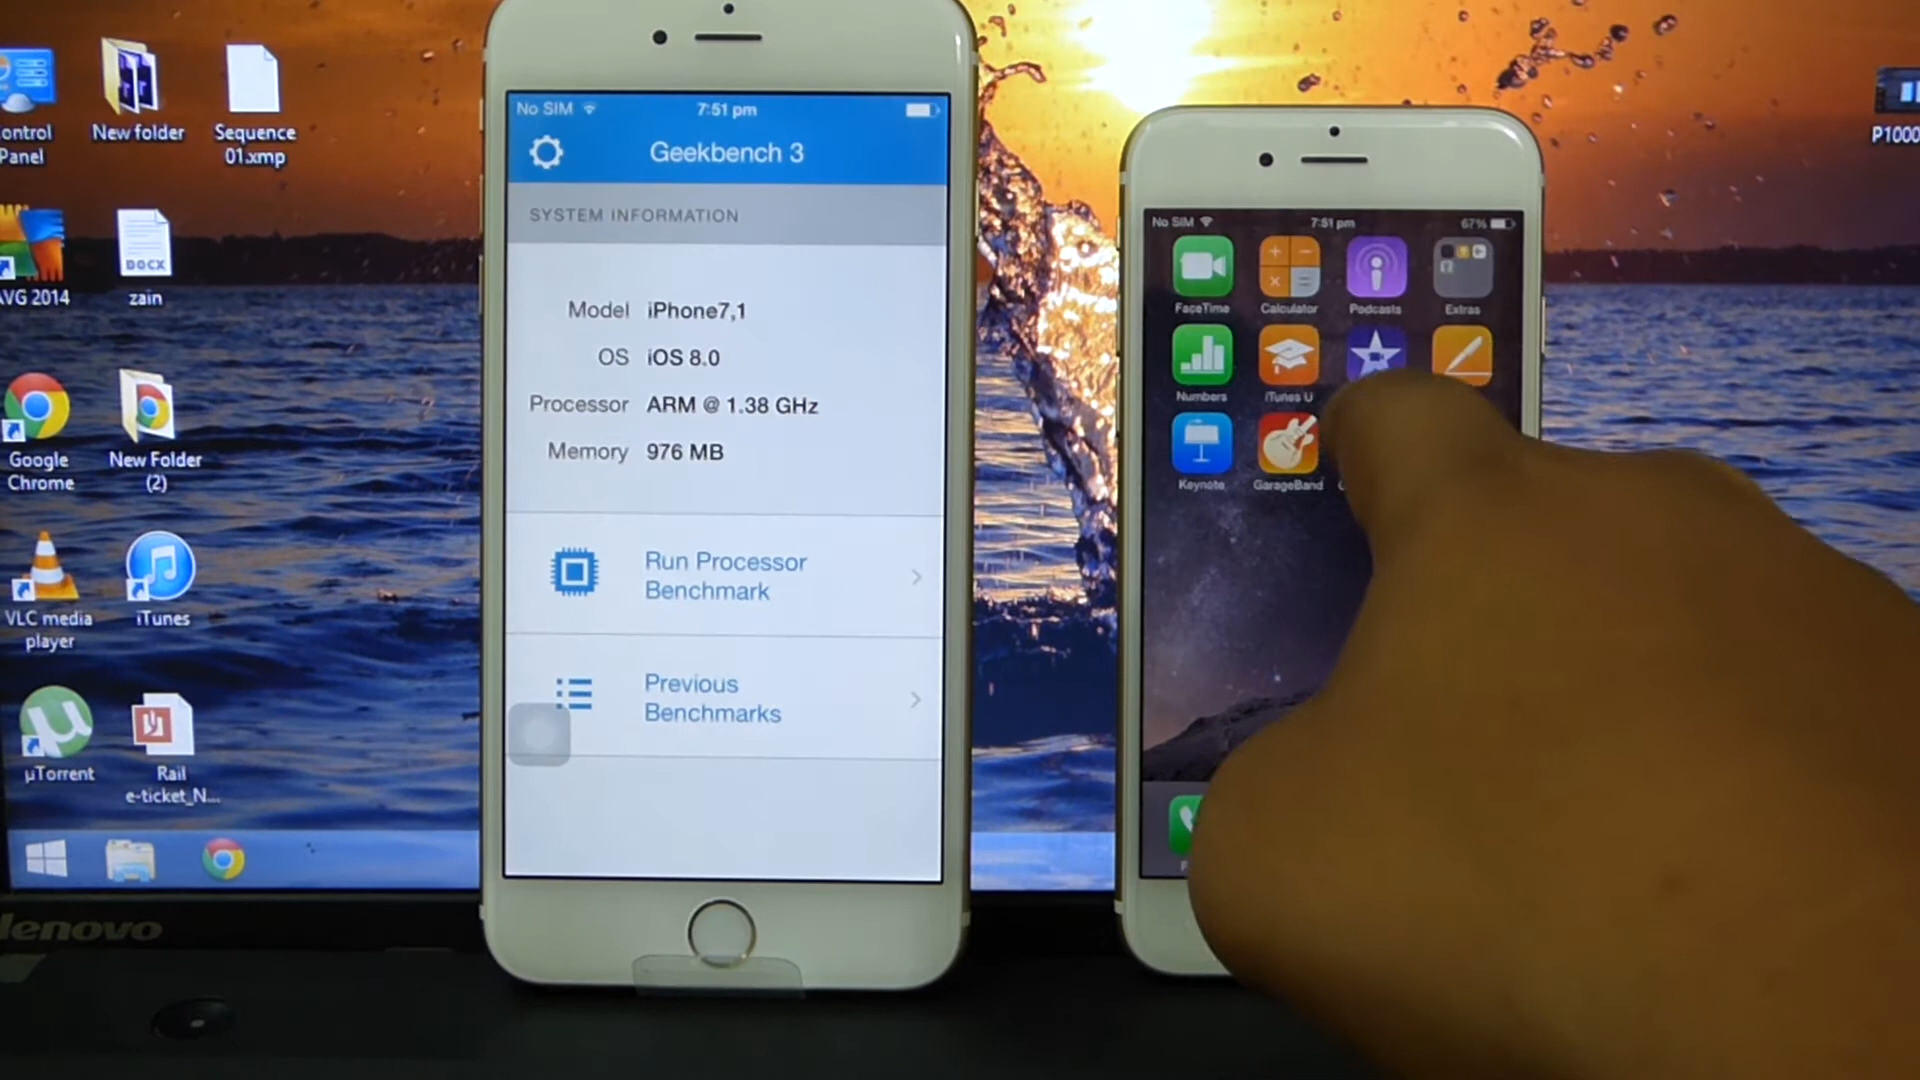 ontrol
Panel
New folder
Sequence
01.xmp
AVG 2014
DOCX
zain
Google
Chrome
New Folder
(2)
VLC media
player
iTunes
µTorrent
Rail
e-ticket_N...
lenovo
No SIM
7:51 pm
Geekbench 3
SYSTEM INFORMATION
Model iPhone7,1
OS iOS 8.0
Processor ARM @ 1.38 GHz
Memory 976 MB
Run Processor
Benchmark
Previous
Benchmarks
No SIM
7:51 pm
67%
FaceTime
Calculator
Podcasts
Extras
Numbers
iTunes U
Keynote
GarageBand
P1000